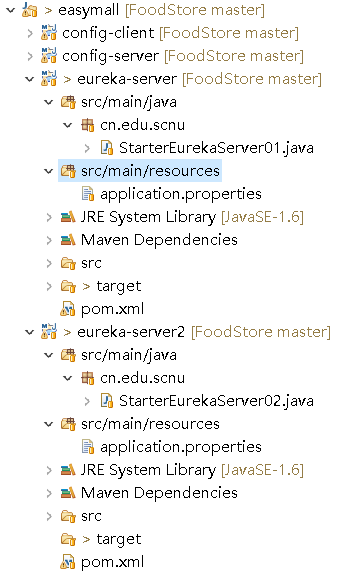 > easymall [FoodStore master]
config-client [FoodStore master]
config-server [FoodStore master]
> eureka-server [FoodStore master]
src/main/java
cn.edu.scnu
StarterEurekaServer01.java
src/main/resources
application.properties
JRE System Library [JavaSE-1.6]
Maven Dependencies
src
> target
pom.xml
> eureka-server2 [FoodStore master]
src/main/java
cn.edu.scnu
StarterEurekaServer02.java
src/main/resources
application.properties
JRE System Library [JavaSE-1.6]
Maven Dependencies
src
> target
pom.xml